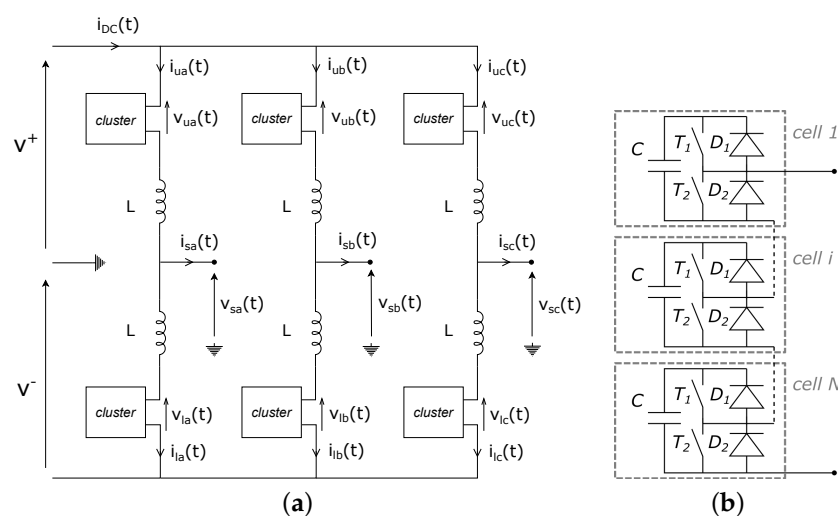 i_DC(t)
i_ua(t) i_ub(t) i_uc(t)
cluster cluster cluster
v_ua(t) v_ub(t) v_uc(t)
V+
L L L
i_sa(t) i_sb(t) i_sc(t)
v_sa(t) v_sb(t) v_sc(t)
L L L
V-
cluster cluster cluster
v_la(t) v_lb(t) v_lc(t)
i_la(t) i_lb(t) i_lc(t)
(a)
cell 1
C T1 D1
T2 D2
cell i
C T1 D1
T2 D2
cell N
C T1 D1
T2 D2
(b)